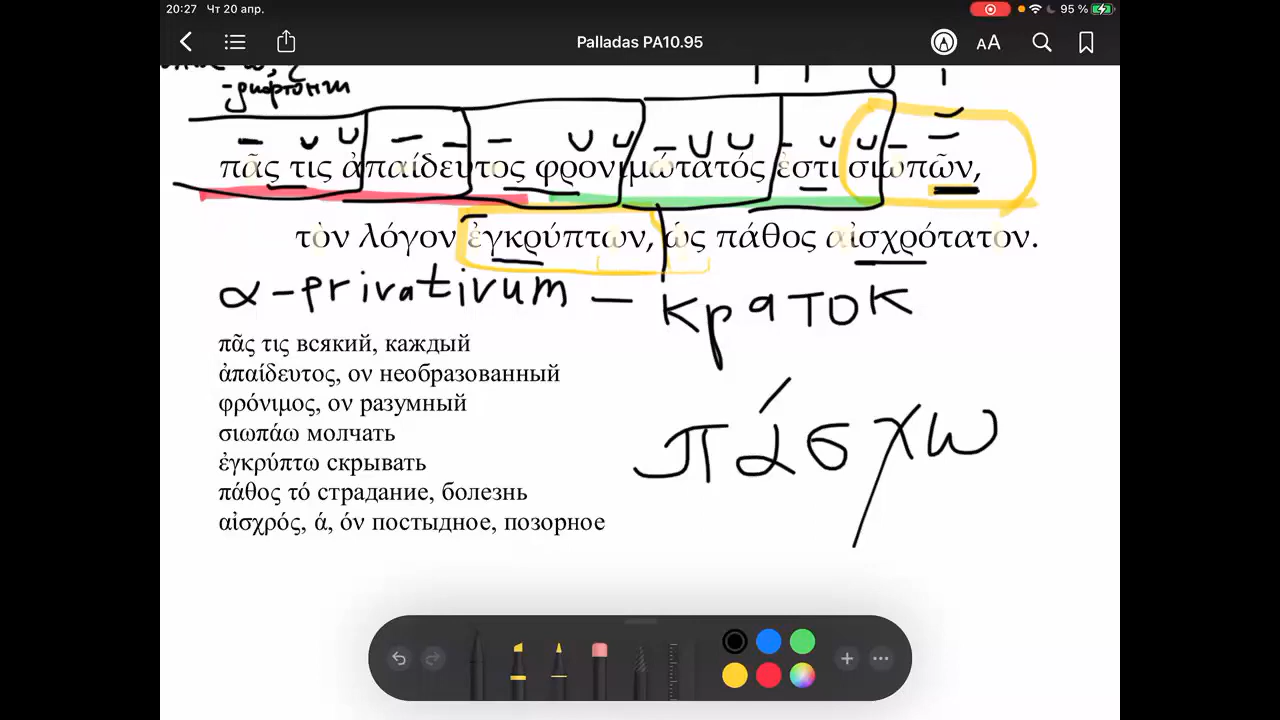 20:27 Чт 20 апр. 95 %
Palladas PA10.95 AA
πᾶς τις ἀπαίδευτος φρονιμώτατός ἐστι σιωπῶν,
τὸν λόγον ἐγκρύπτων, ὡς πάθος αἰσχρότατον.
α-privativum — краток
πᾶς τις всякий, каждый
ἀπαίδευτος, ον необразованный
φρόνιμος, ον разумный
σιωπάω молчать
ἐγκρύπτω скрывать
πάθος τό страдание, болезнь
αἰσχρός, ά, όν постыдное, позорное
πάσχω